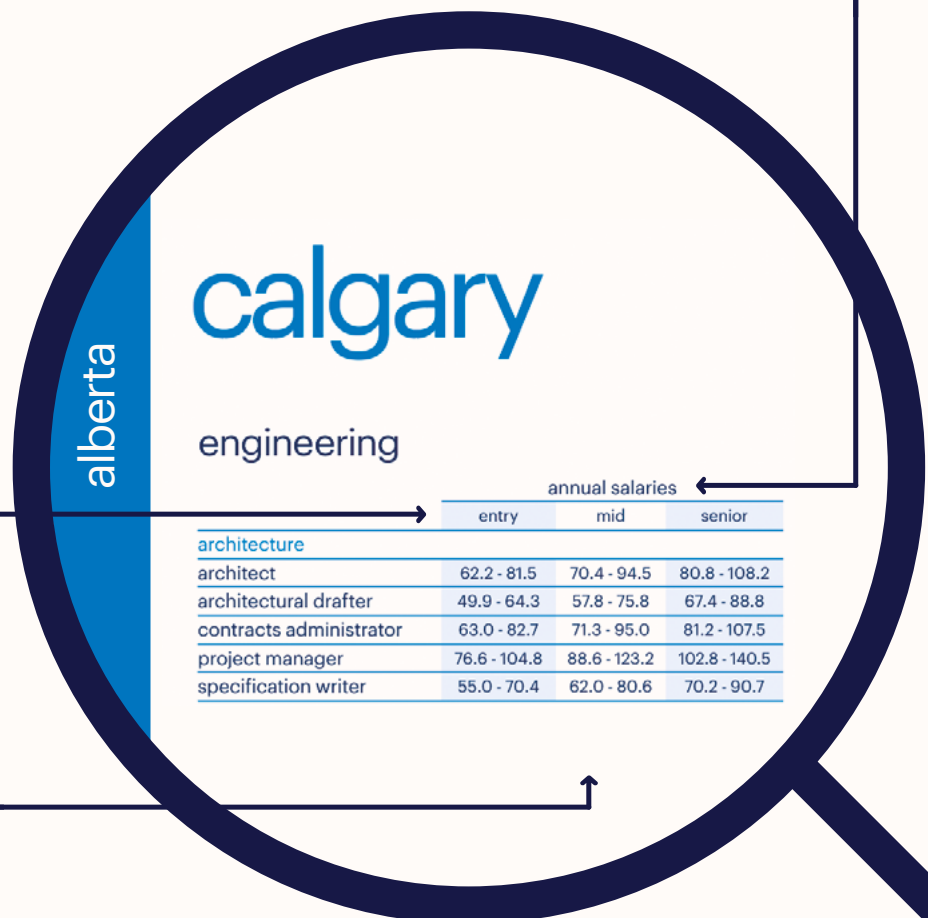 calgary
alberta
engineering
annual salaries
entry mid senior
architecture
architect 62.2 - 81.5 70.4 - 94.5 80.8 - 108.2
architectural drafter 49.9 - 64.3 57.8 - 75.8 67.4 - 88.8
contracts administrator 63.0 - 82.7 71.3 - 95.0 81.2 - 107.5
project manager 76.6 - 104.8 88.6 - 123.2 102.8 - 140.5
specification writer 55.0 - 70.4 62.0 - 80.6 70.2 - 90.7